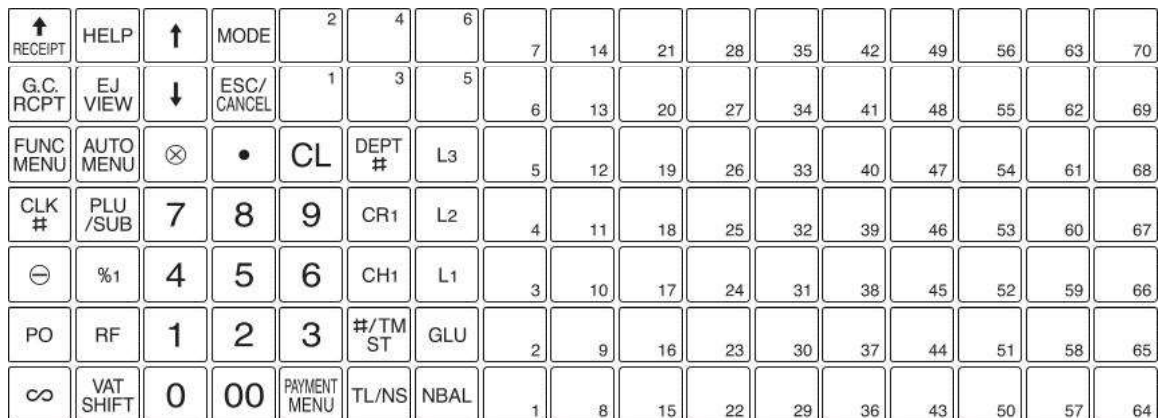 ↑ RECEIPT HELP ↑ MODE 2 4 6 7 14 21 28 35 42 49 56 63 70
G.C. RCPT EJ VIEW ↓ ESC/ CANCEL 1 3 5 6 13 20 27 34 41 48 55 62 69
FUNC MENU AUTO MENU ⊗ • CL DEPT # L3 5 12 19 26 33 40 47 54 61 68
CLK # PLU /SUB 7 8 9 CR1 L2 4 11 18 25 32 39 46 53 60 67
⊖ %1 4 5 6 CH1 L1 3 10 17 24 31 38 45 52 59 66
PO RF 1 2 3 #/TM ST GLU 2 9 16 23 30 37 44 51 58 65
∞ VAT SHIFT 0 00 PAYMENT MENU TL/NS NBAL 1 8 15 22 29 36 43 50 57 64